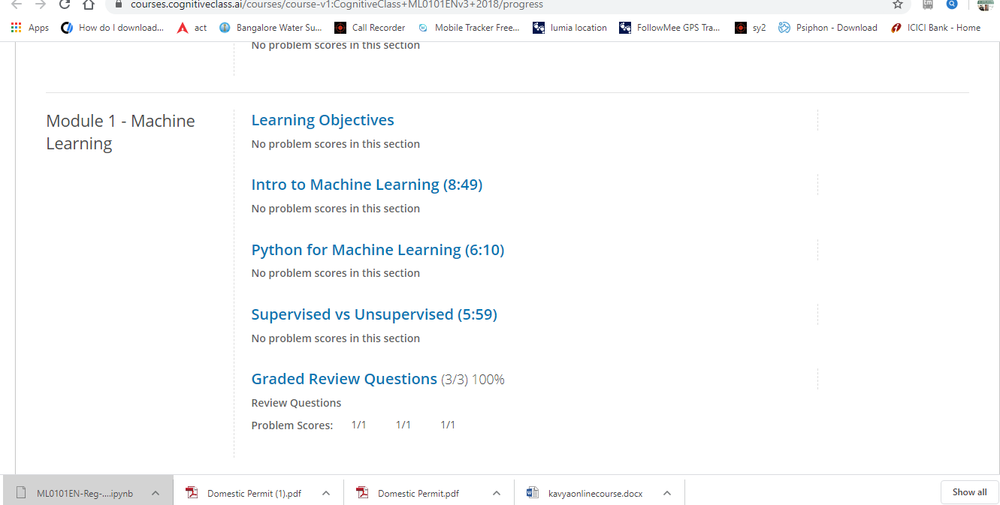 courses.cognitiveclass.ai/courses/course-v1:CognitiveClass+ML0101ENv3+2018/progress
tm
Apps How do I download... act Bangalore Water Su... Call Recorder Mobile Tracker Free... lumia location FollowMee GPS Tra... sy2 Psiphon - Download ICICI Bank - Home
No problem scores in this section
Module 1 - Machine
Learning
Learning Objectives
No problem scores in this section
Intro to Machine Learning (8:49)
No problem scores in this section
Python for Machine Learning (6:10)
No problem scores in this section
Supervised vs Unsupervised (5:59)
No problem scores in this section
Graded Review Questions (3/3) 100%
Review Questions
Problem Scores: 1/1 1/1 1/1
ML0101EN-Reg-....ipynb Domestic Permit (1).pdf Domestic Permit.pdf kavyaonlinecourse.docx Show all